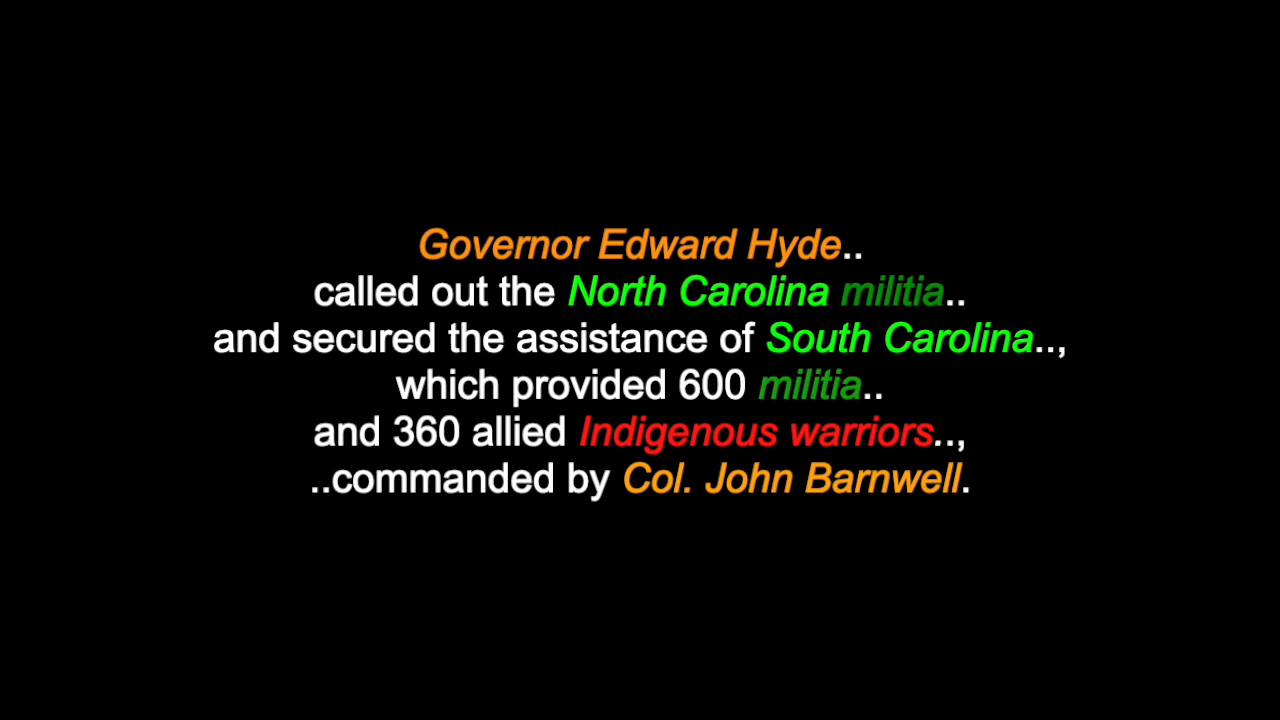 Governor Edward Hyde..
called out the North Carolina militia..
and secured the assistance of South Carolina..,
which provided 600 militia..
and 360 allied Indigenous warriors..,
..commanded by Col. John Barnwell.